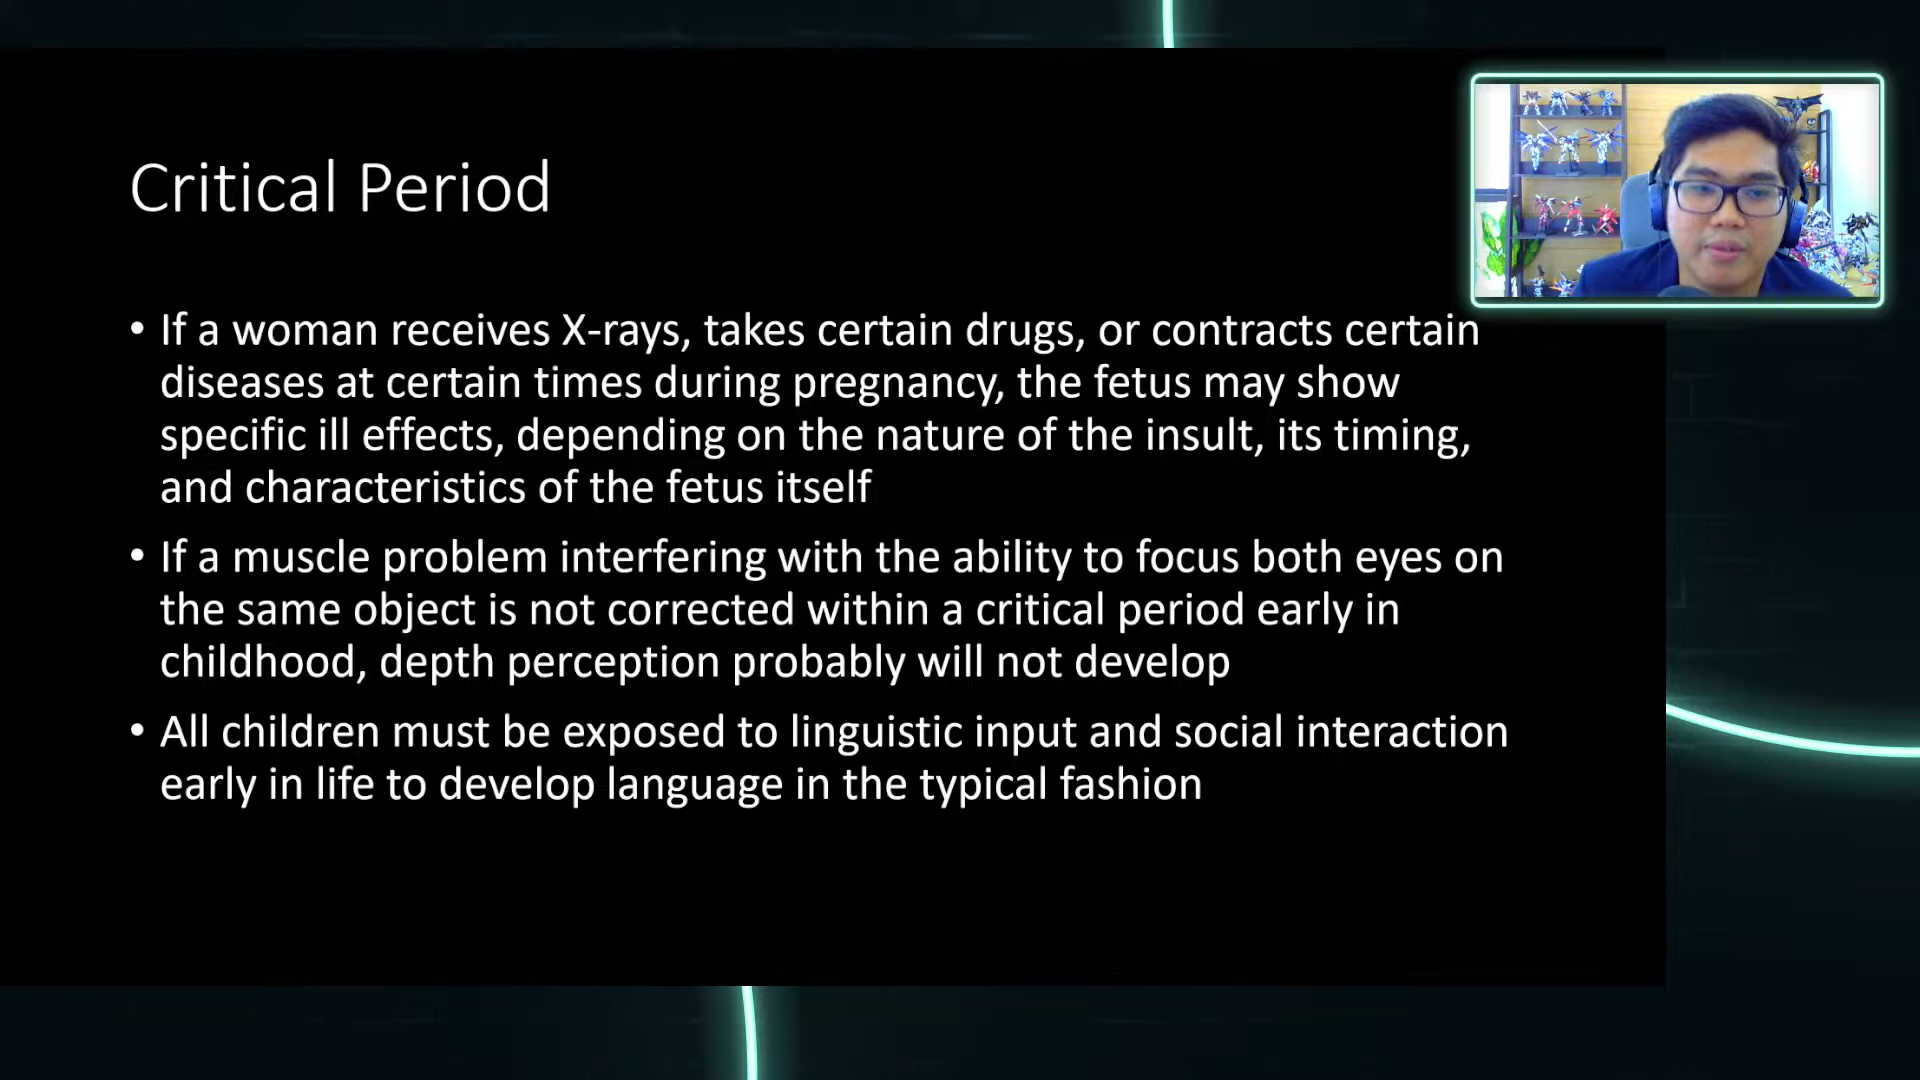 Critical Period
• If a woman receives X-rays, takes certain drugs, or contracts certain
diseases at certain times during pregnancy, the fetus may show
specific ill effects, depending on the nature of the insult, its timing,
and characteristics of the fetus itself
• If a muscle problem interfering with the ability to focus both eyes on
the same object is not corrected within a critical period early in
childhood, depth perception probably will not develop
• All children must be exposed to linguistic input and social interaction
early in life to develop language in the typical fashion